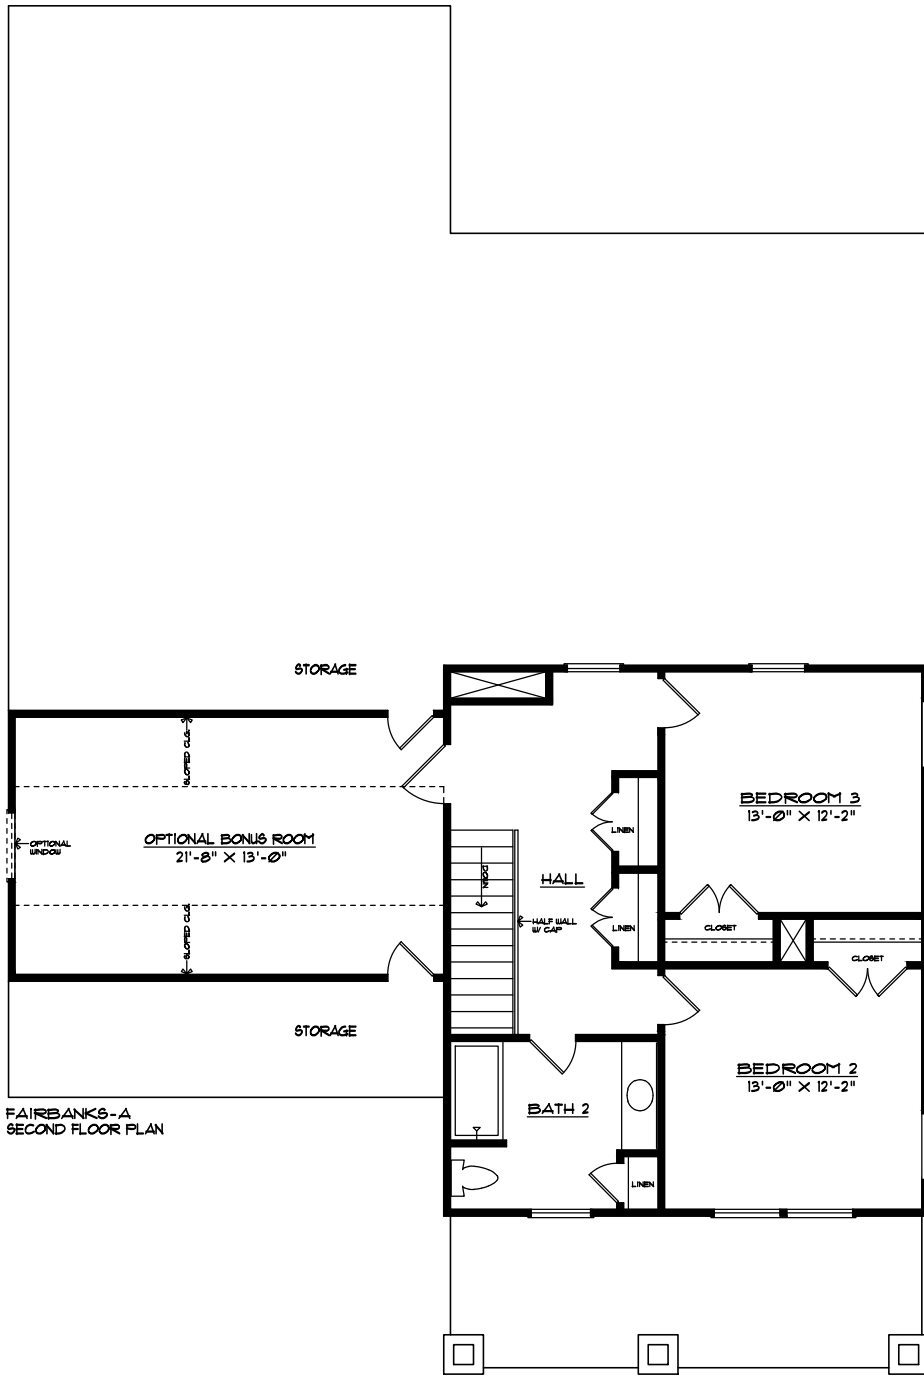 STORAGE
SLOPED CLG.
BEDROOM 3
13'-0" X 12'-2"
LINEN
OPTIONAL BONUS ROOM
21'-8" X 13'-0"
OPTIONAL
WINDOW
DOWN
HALL
HALF WALL
W/ CAP
LINEN
CLOSET
SLOPED CLG.
CLOSET
STORAGE
BEDROOM 2
13'-0" X 12'-2"
BATH 2
FAIRBANKS-A
SECOND FLOOR PLAN
LINEN